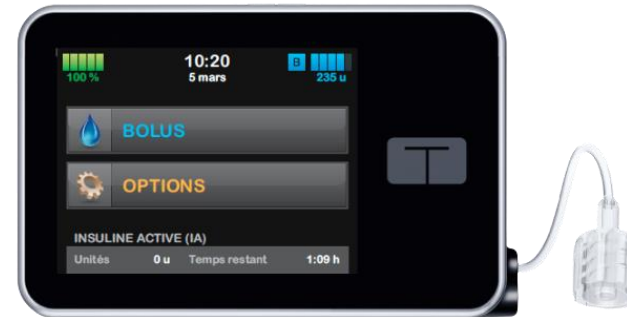 10:20
100 %
5 mars
B
235 u
BOLUS
OPTIONS
INSULINE ACTIVE (IA)
Unités 0 u Temps restant 1:09 h